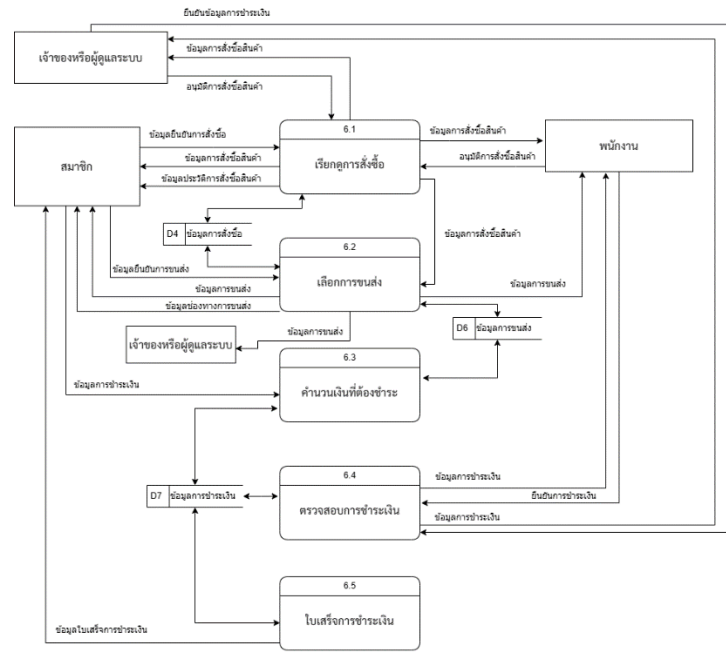 ยืนยันข้อมูลการชำระเงิน
เจ้าของหรือผู้ดูแลระบบ
ข้อมูลการสั่งซื้อสินค้า
อนุมัติการสั่งซื้อสินค้า
6.1
เรียกดูการสั่งซื้อ
สมาชิก
ข้อมูลยืนยันการสั่งซื้อ
ข้อมูลการสั่งซื้อสินค้า
ข้อมูลประวัติการสั่งซื้อสินค้า
ข้อมูลการสั่งซื้อสินค้า
อนุมัติการสั่งซื้อสินค้า
พนักงาน
D4 ข้อมูลการสั่งซื้อ
ข้อมูลการสั่งซื้อสินค้า
6.2
เลือกการขนส่ง
ข้อมูลยืนยันการขนส่ง
ข้อมูลการขนส่ง
ข้อมูลช่องทางการขนส่ง
ข้อมูลการขนส่ง
D6 ข้อมูลการขนส่ง
เจ้าของหรือผู้ดูแลระบบ
ข้อมูลการขนส่ง
6.3
คำนวนเงินที่ต้องชำระ
ข้อมูลการชำระเงิน
D7 ข้อมูลการชำระเงิน
6.4
ตรวจสอบการชำระเงิน
ข้อมูลการชำระเงิน
ยืนยันการชำระเงิน
ข้อมูลการชำระเงิน
6.5
ใบเสร็จการชำระเงิน
ข้อมูลใบเสร็จการชำระเงิน